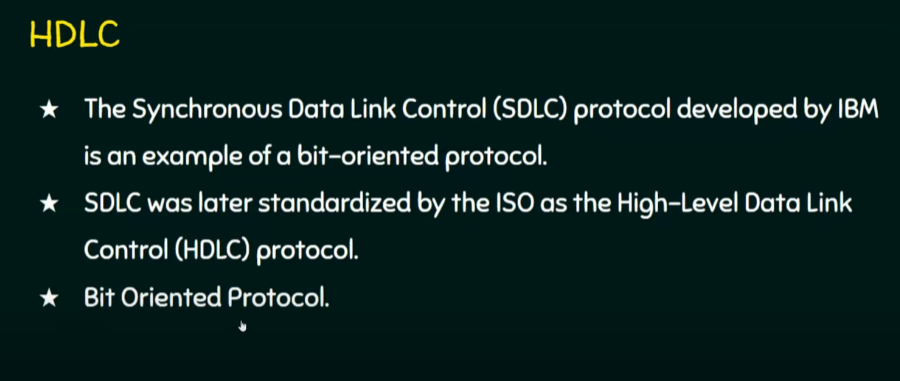 HDLC
★ The Synchronous Data Link Control (SDLC) protocol developed by IBM
is an example of a bit-oriented protocol.
★ SDLC was later standardized by the ISO as the High-Level Data Link
Control (HDLC) protocol.
★ Bit Oriented Protocol.